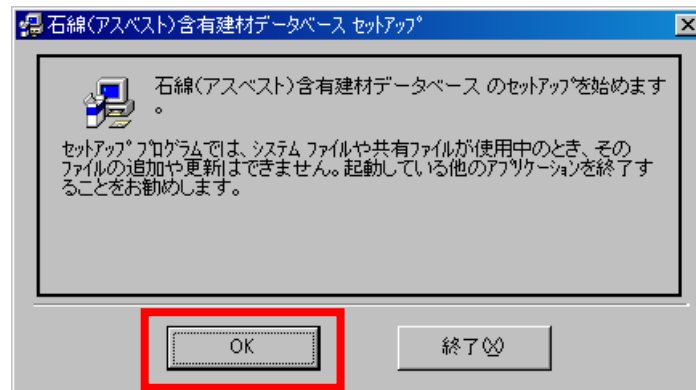 石綿(アスベスト)含有建材データベース セットアップ
石綿(アスベスト)含有建材データベース のセットアップを始めます
。
セットアップ プログラムでは、システム ファイルや共有ファイルが使用中のとき、その
ファイルの追加や更新はできません。起動している他のアプリケーションを終了す
ることをお勧めします。
OK
終了(X)